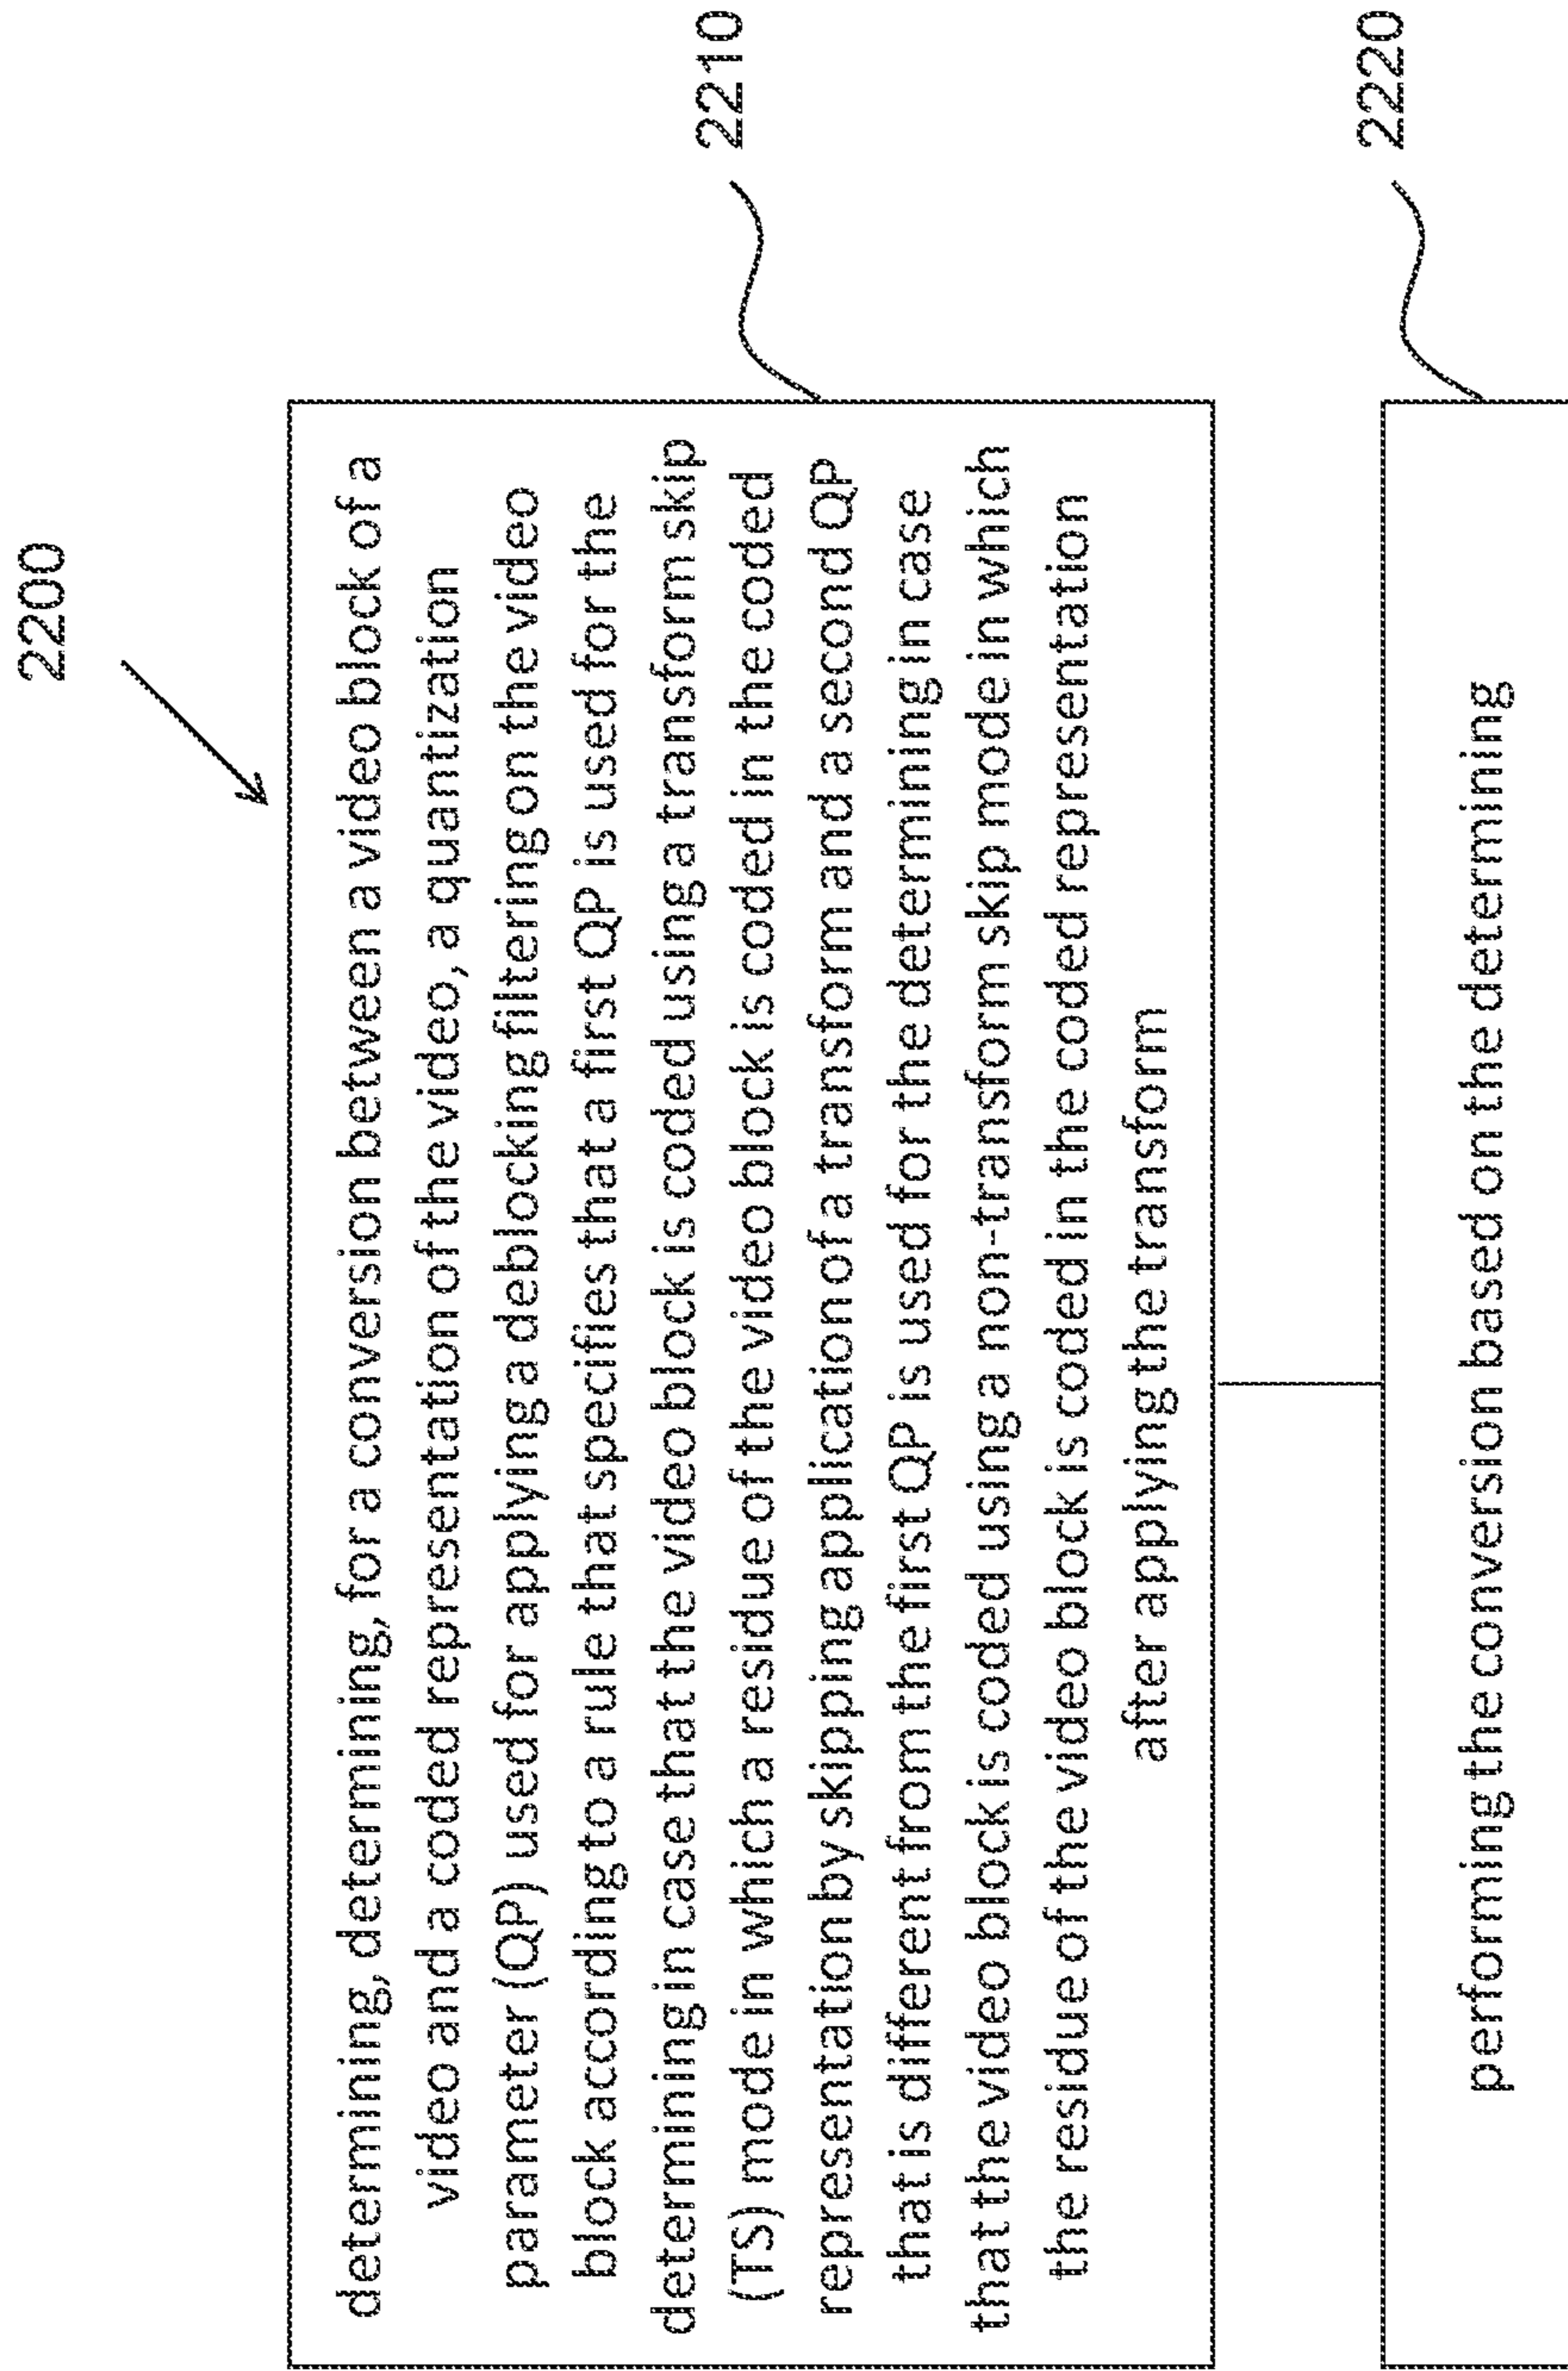 2200
determining, determining, for a conversion between a video block of a
video and a coded representation of the video, a quantization
parameter (QP) used for applying a deblocking filtering on the video
block according to a rule that specifies that a first QP is used for the
determining in case that the video block is coded using a transform skip
(TS) mode in which a residue of the video block is coded in the coded
representation by skipping application of a transform and a second QP
that is different from the first QP is used for the determining in case
that the video block is coded using a non-transform skip mode in which
the residue of the video block is coded in the coded representation
after applying the transform
2210
performing the conversion based on the determining
2220